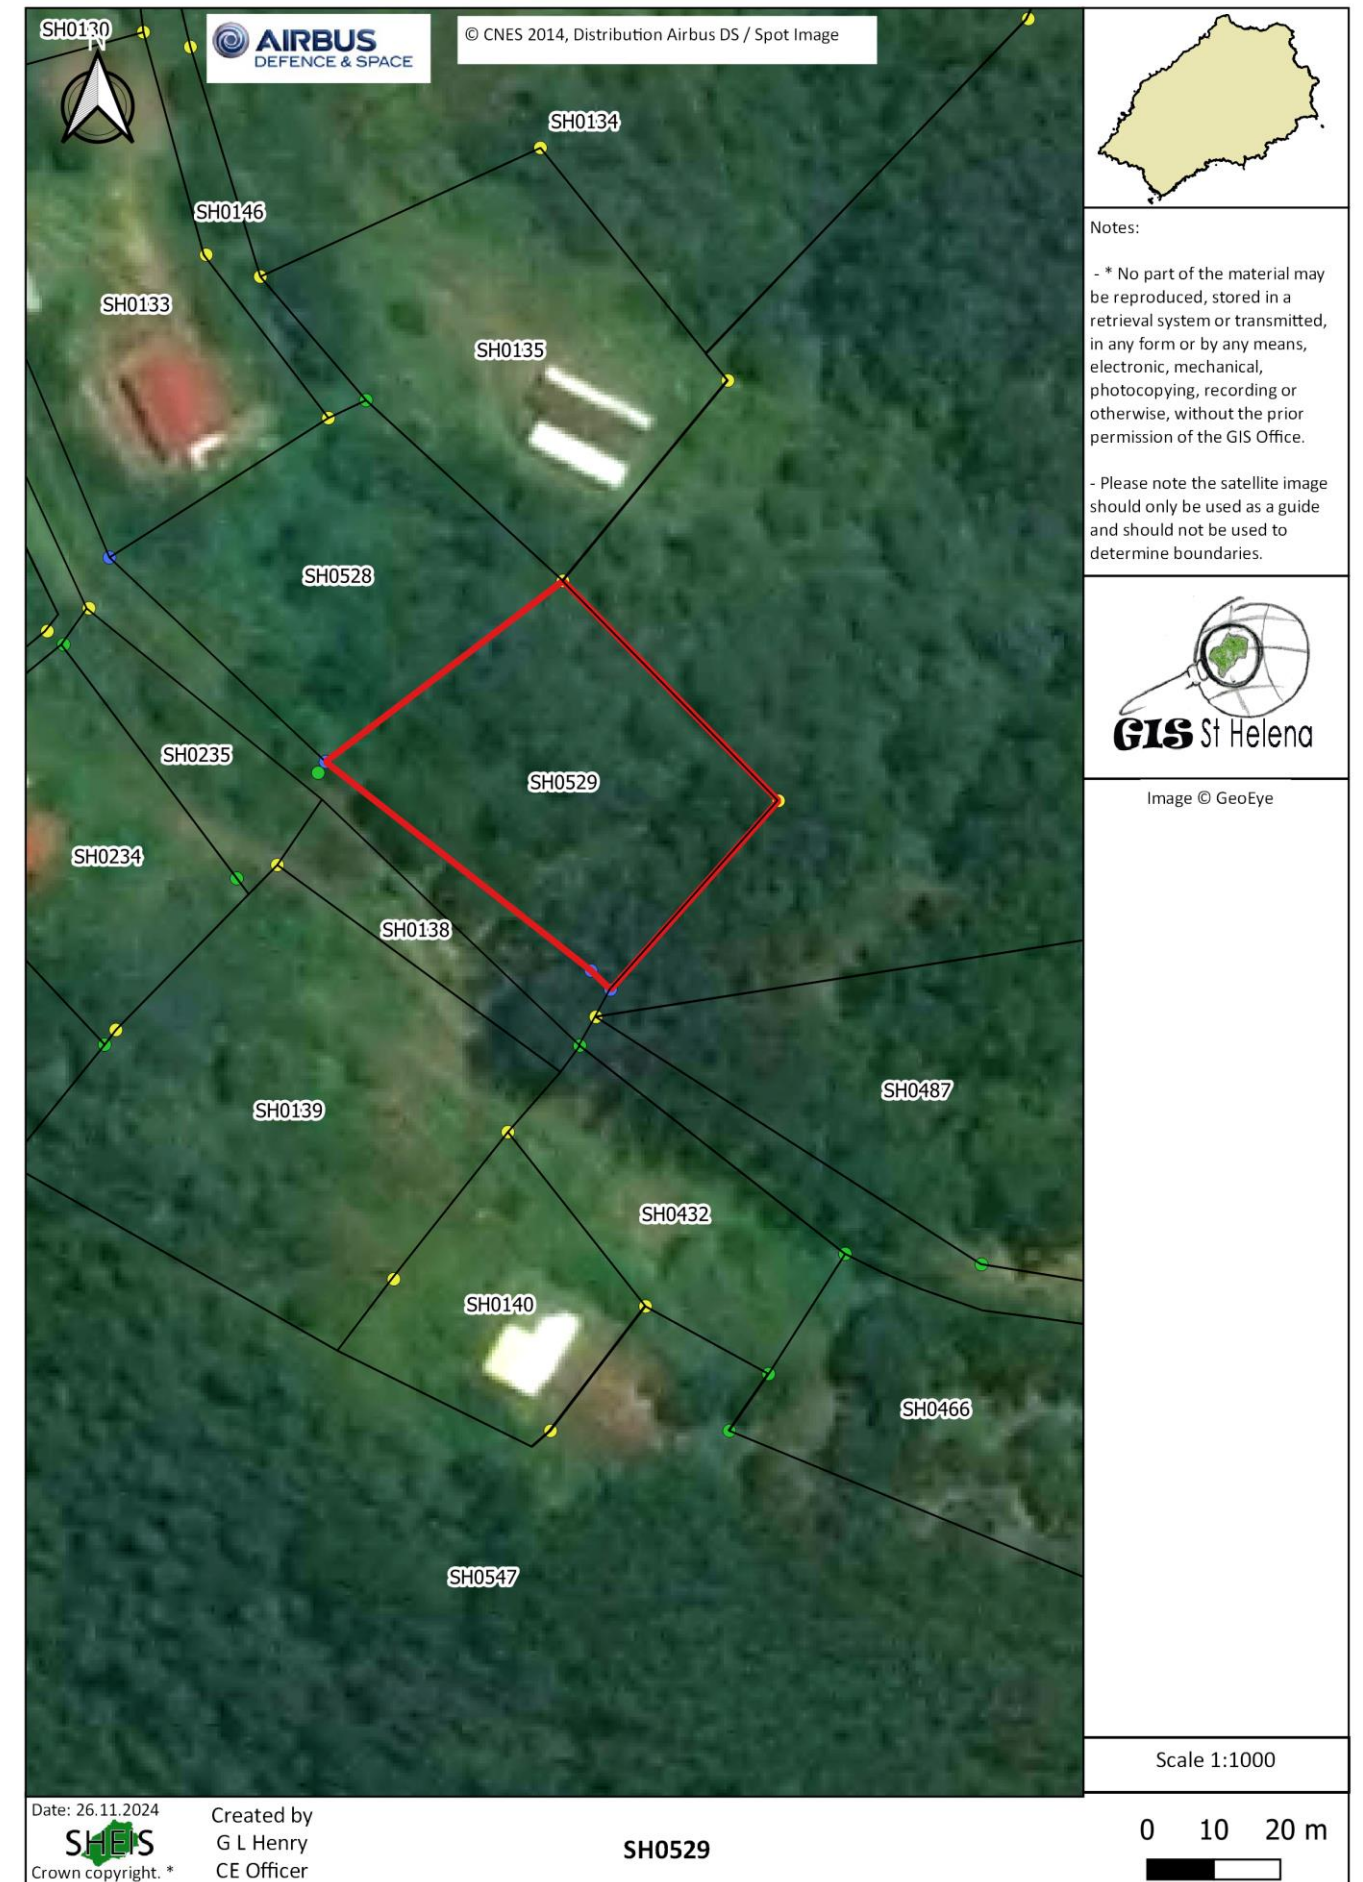 SH0130
N
AIRBUS
DEFENCE & SPACE
© CNES 2014, Distribution Airbus DS / Spot Image
SH0134
SH0146
SH0133
SH0135
SH0528
SH0235
SH0529
SH0234
SH0138
SH0487
SH0139
SH0432
SH0140
SH0466
SH0547
Notes:
- * No part of the material may
be reproduced, stored in a
retrieval system or transmitted,
in any form or by any means,
electronic, mechanical,
photocopying, recording or
otherwise, without the prior
permission of the GIS Office.
- Please note the satellite image
should only be used as a guide
and should not be used to
determine boundaries.
GIS St Helena
Image © GeoEye
Scale 1:1000
0 10 20 m
Date: 26.11.2024
SHEIS
Crown copyright. *
Created by
G L Henry
CE Officer
SH0529